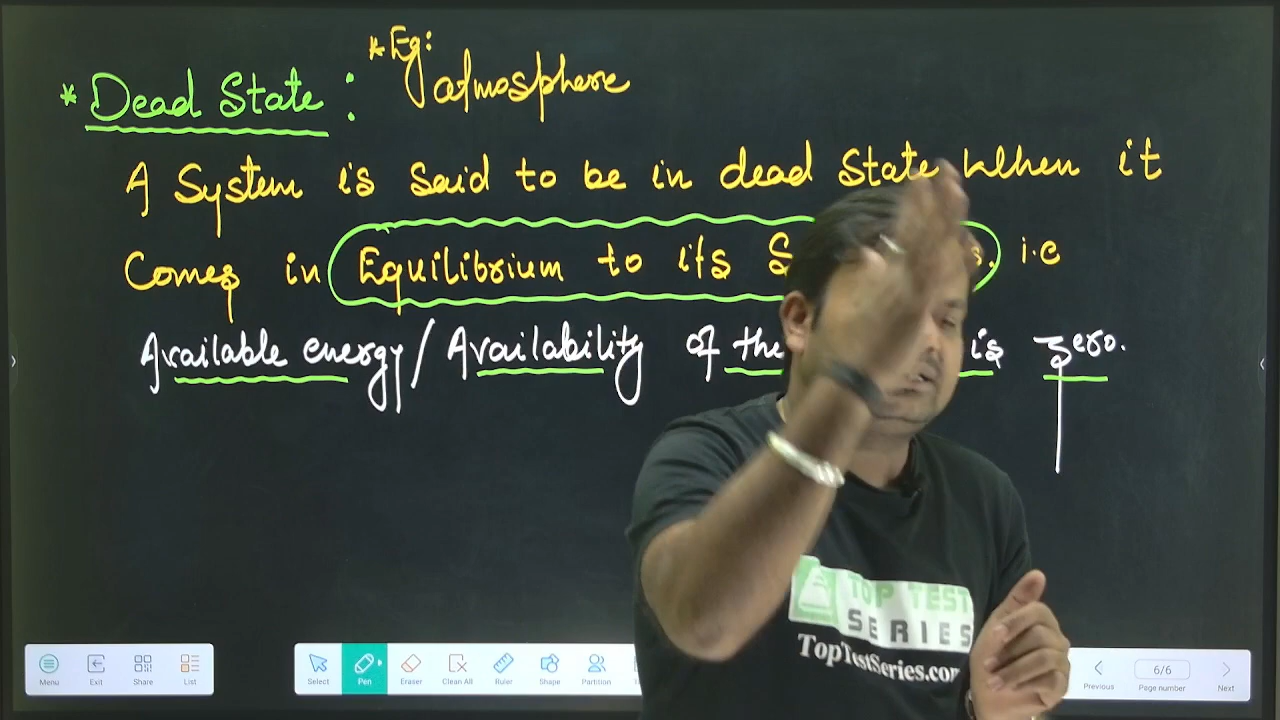 * Eg:
* Dead State : atmosphere
A System is said to be in dead State When it
Comes in Equilibrium to its i.e
Available energy/ Availability of the is zero.
TOP TEST
SERIES
TopTestSeries.com
Menu Exit Share List Select Pen Eraser Clean All Ruler Shape Partition Previous 6/6 Page number Next